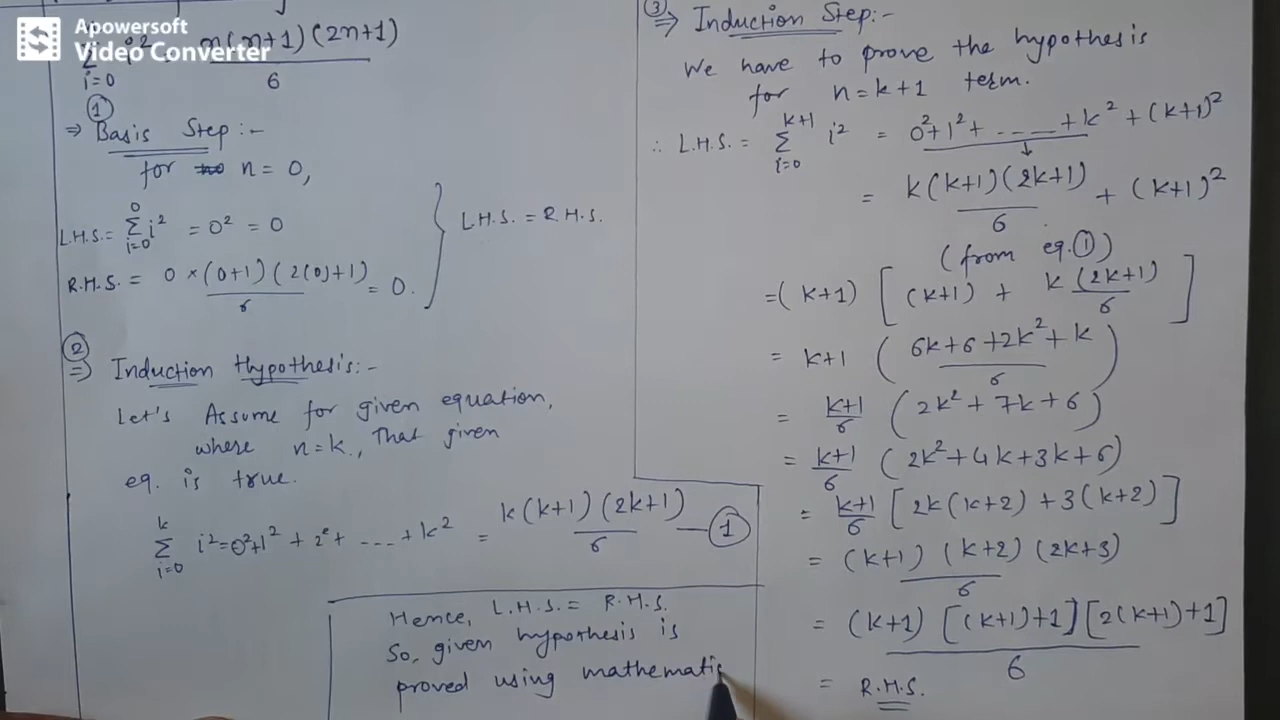 Apowersoft
Video Converter
∑ i=0 i² n(n+1)(2n+1)/6
①
⇒ Basis Step:-
for n = 0,
L.H.S. = 0 ∑ i=0 i² = 0² = 0
R.H.S. = 0 × (0+1)(2(0)+1)/6 = 0.
L.H.S. = R.H.S.
②
⇒ Induction Hypothesis:-
Let's Assume for given equation,
where n=k, That given
eq. is true.
k ∑ i=0 i² = 0²+1² + 2² + ---- + k² = k(k+1)(2k+1)/6 — ①
Hence, L.H.S. = R.H.S.
So, given hypothesis is
proved using mathemati
③
⇒ Induction Step:-
We have to prove the hypothesis
for n = k+1 term.
∴ L.H.S. = k+1 ∑ i=0 i² = 0²+1²+ ---- +k² + (k+1)²
= k(k+1)(2k+1)/6 + (k+1)²
(from eq. ①)
= (k+1) [ (k+1) + k(2k+1)/6 ]
= k+1 ( 6k+6+2k²+k/6 )
= k+1/6 ( 2k² + 7k + 6 )
= k+1/6 ( 2k²+4k+3k+6 )
= k+1/6 [ 2k(k+2) + 3(k+2) ]
= (k+1)(k+2)(2k+3)/6
= (k+1) [(k+1)+1] [2(k+1)+1]/6
= R.H.S.